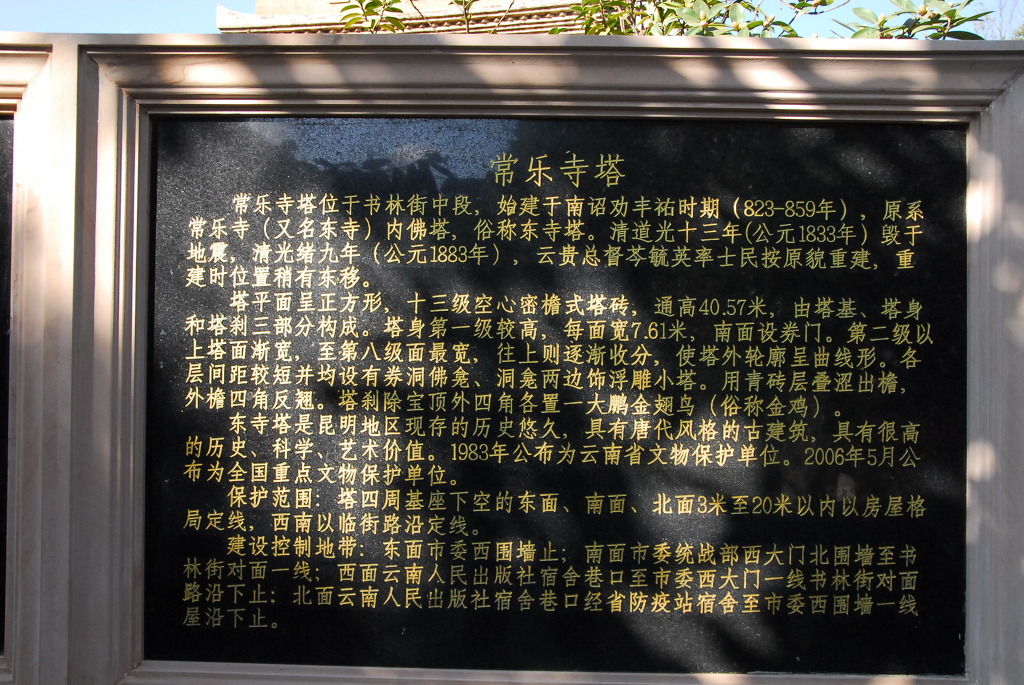 常乐寺塔
常乐寺塔位于书林街中段，始建于南诏劝丰祐时期（823-859年），原系
常乐寺（又名东寺）内佛塔，俗称东寺塔。清道光十三年(公元1833年）毁于
地震，清光绪九年（公元1883年），云贵总督岑毓英率士民按原貌重建，重
建时位置稍有东移。
塔平面呈正方形，十三级空心密檐式塔砖，通高40.57米，由塔基、塔身
和塔刹三部分构成。塔身第一级较高，每面宽7.61米，南面设券门。第二级以
上塔面渐宽，至第八级面最宽，往上则逐渐收分，使塔外轮廓呈曲线形。各
层间距较短并均设有券洞佛龛、洞龛两边饰浮雕小塔。用青砖层叠涩出檐，
外檐四角反翘。塔刹除宝顶外四角各置一大鹏金翅鸟（俗称金鸡）。
东寺塔是昆明地区现存的历史悠久，具有唐代风格的古建筑，具有很高
的历史、科学、艺术价值。1983年公布为云南省文物保护单位。2006年5月公
布为全国重点文物保护单位。
保护范围：塔四周基座下空的东面、南面、北面3米至20米以内以房屋格
局定线，西南以临街路沿定线。
建设控制地带：东面市委西围墙止；南面市委统战部西大门北围墙至书
林街对面一线；西面云南人民出版社宿舍巷口至市委西大门一线书林街对面
路沿下止；北面云南人民出版社宿舍巷口经省防疫站宿舍至市委西围墙一线
屋沿下止。